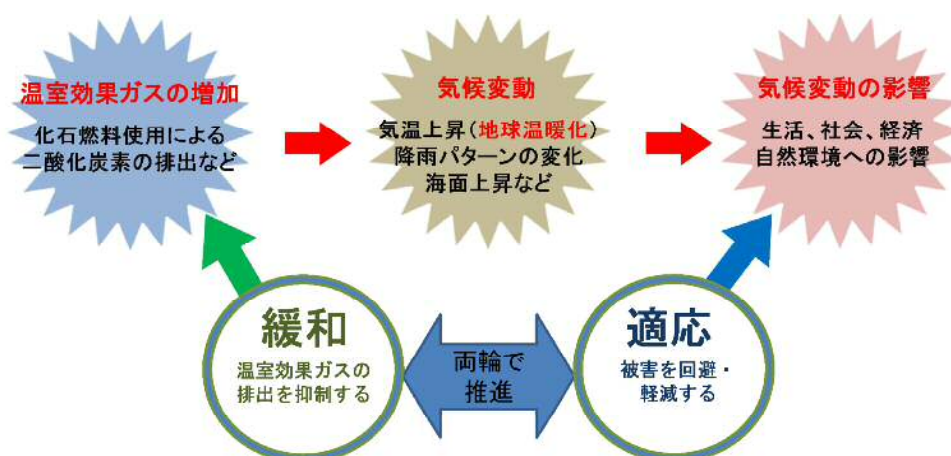 温室効果ガスの増加
化石燃料使用による
二酸化炭素の排出など
気候変動
気温上昇(地球温暖化)
降雨パターンの変化
海面上昇など
気候変動の影響
生活、社会、経済
自然環境への影響
緩和
温室効果ガスの
排出を抑制する
両輪で
推進
適応
被害を回避・
軽減する